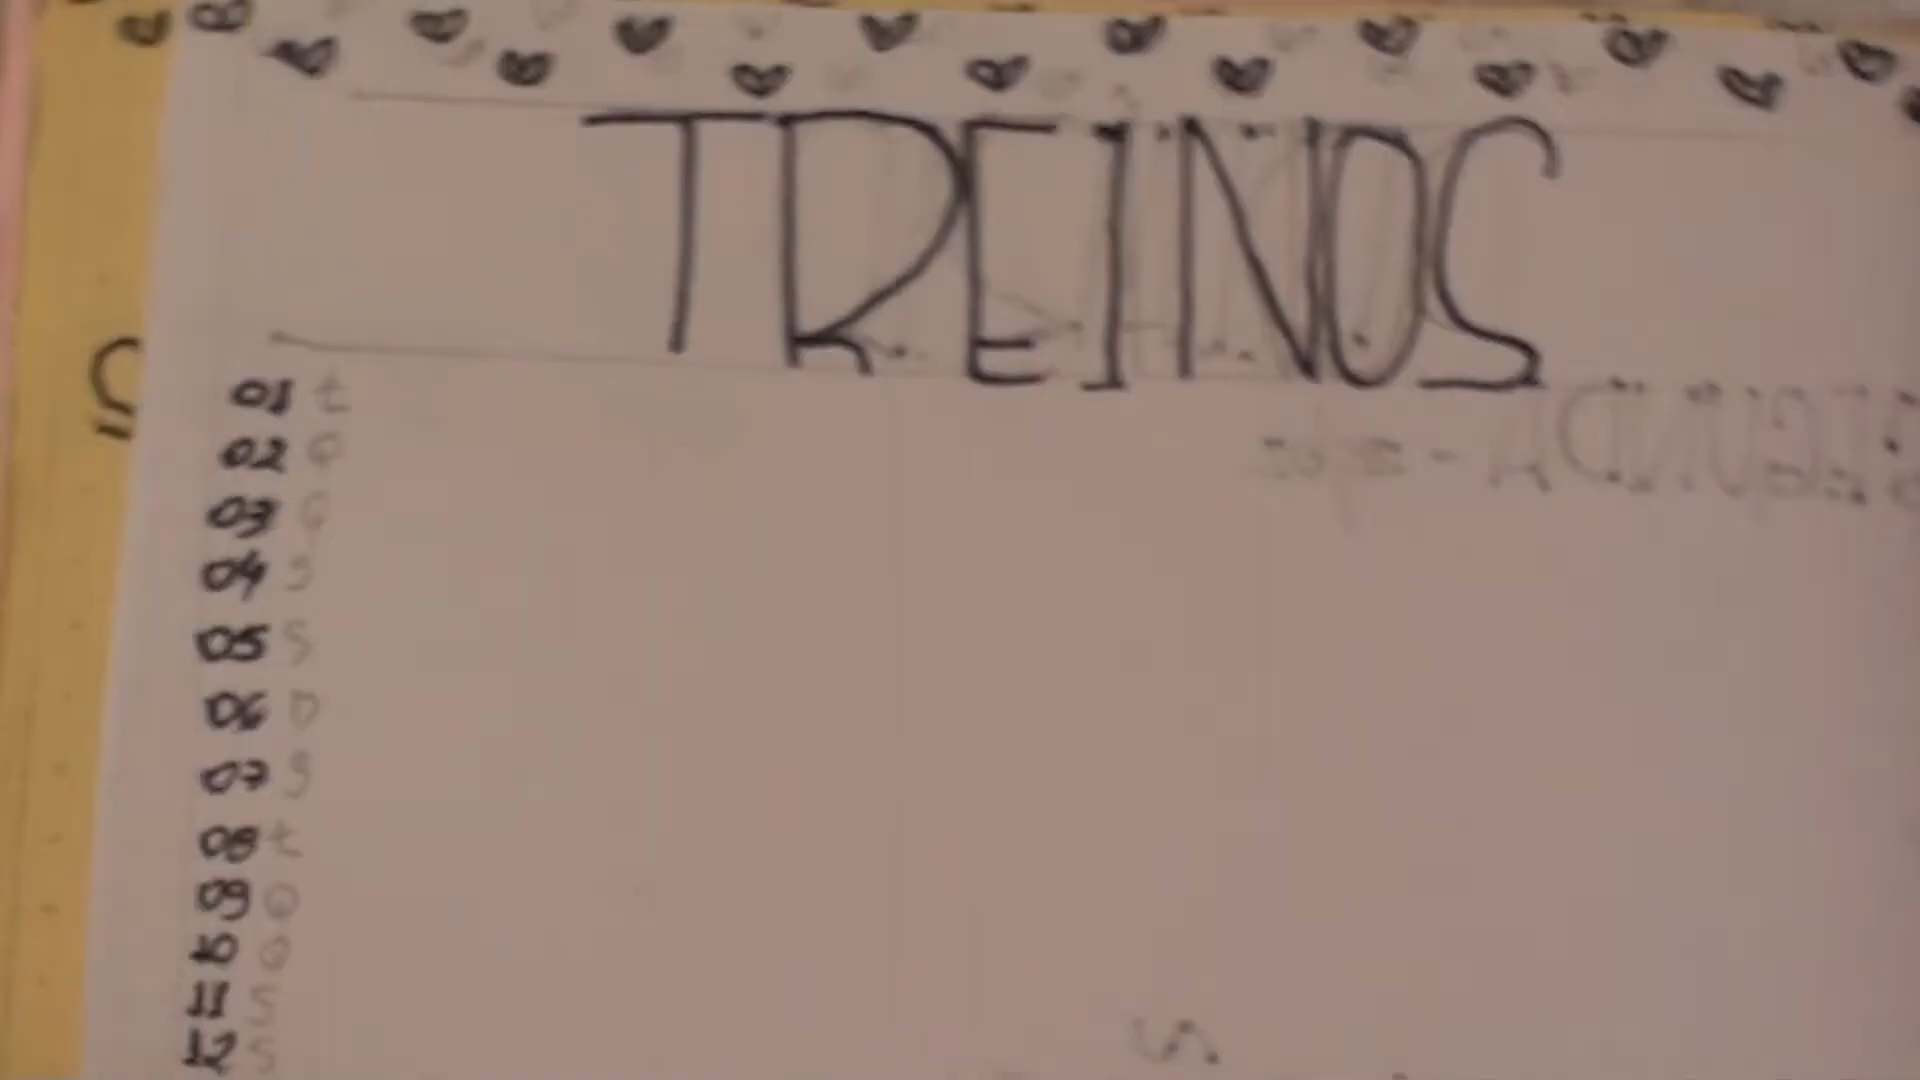 TREINOS
01 t
02 Q
03 Q
04 S
05 S
06 D
07 S
08 t
09 Q
10 Q
11 S
12 S